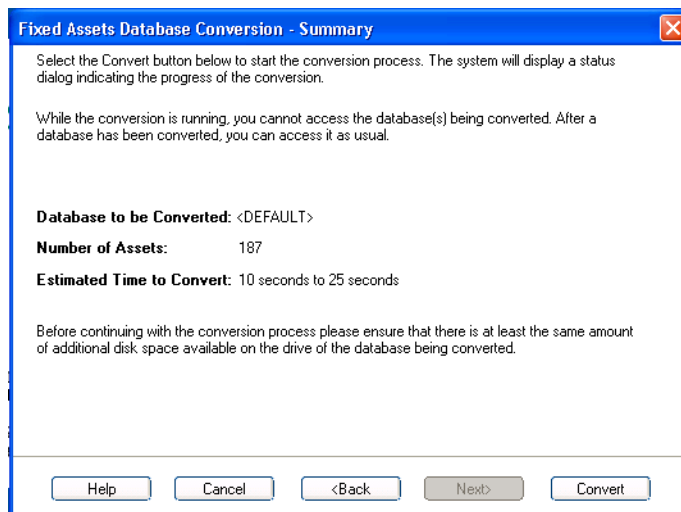 Fixed Assets Database Conversion - Summary
Select the Convert button below to start the conversion process. The system will display a status
dialog indicating the progress of the conversion.
While the conversion is running, you cannot access the database(s) being converted. After a
database has been converted, you can access it as usual.
Database to be Converted: <DEFAULT>
Number of Assets: 187
Estimated Time to Convert: 10 seconds to 25 seconds
Before continuing with the conversion process please ensure that there is at least the same amount
of additional disk space available on the drive of the database being converted.
Help Cancel <Back Next> Convert